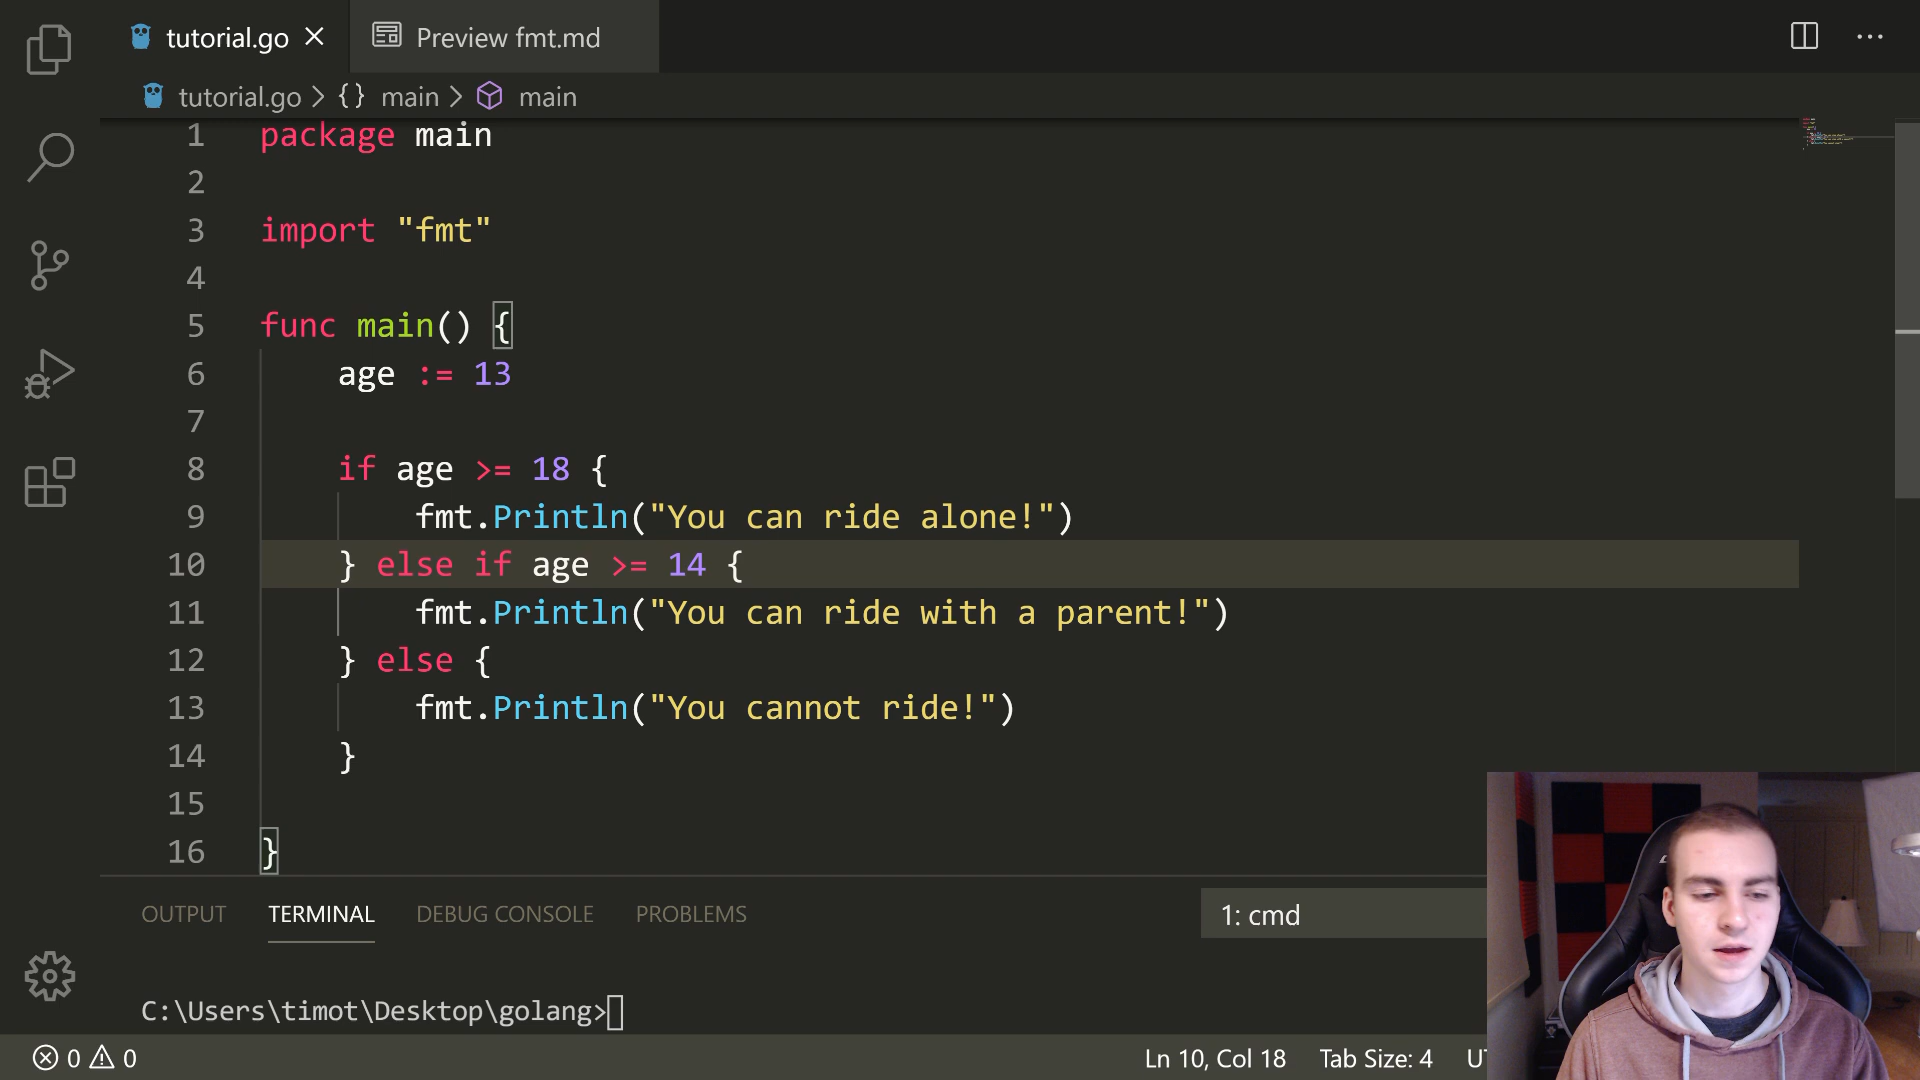 tutorial.go
Preview fmt.md
tutorial.go > {} main > main
1 package main
2
3 import "fmt"
4
5 func main() {
6 age := 13
7
8 if age >= 18 {
9 fmt.Println("You can ride alone!")
10 } else if age >= 14 {
11 fmt.Println("You can ride with a parent!")
12 } else {
13 fmt.Println("You cannot ride!")
14 }
15
16 }
OUTPUT TERMINAL DEBUG CONSOLE PROBLEMS 1: cmd
C:\Users\timot\Desktop\golang>
0 0 Ln 10, Col 18 Tab Size: 4